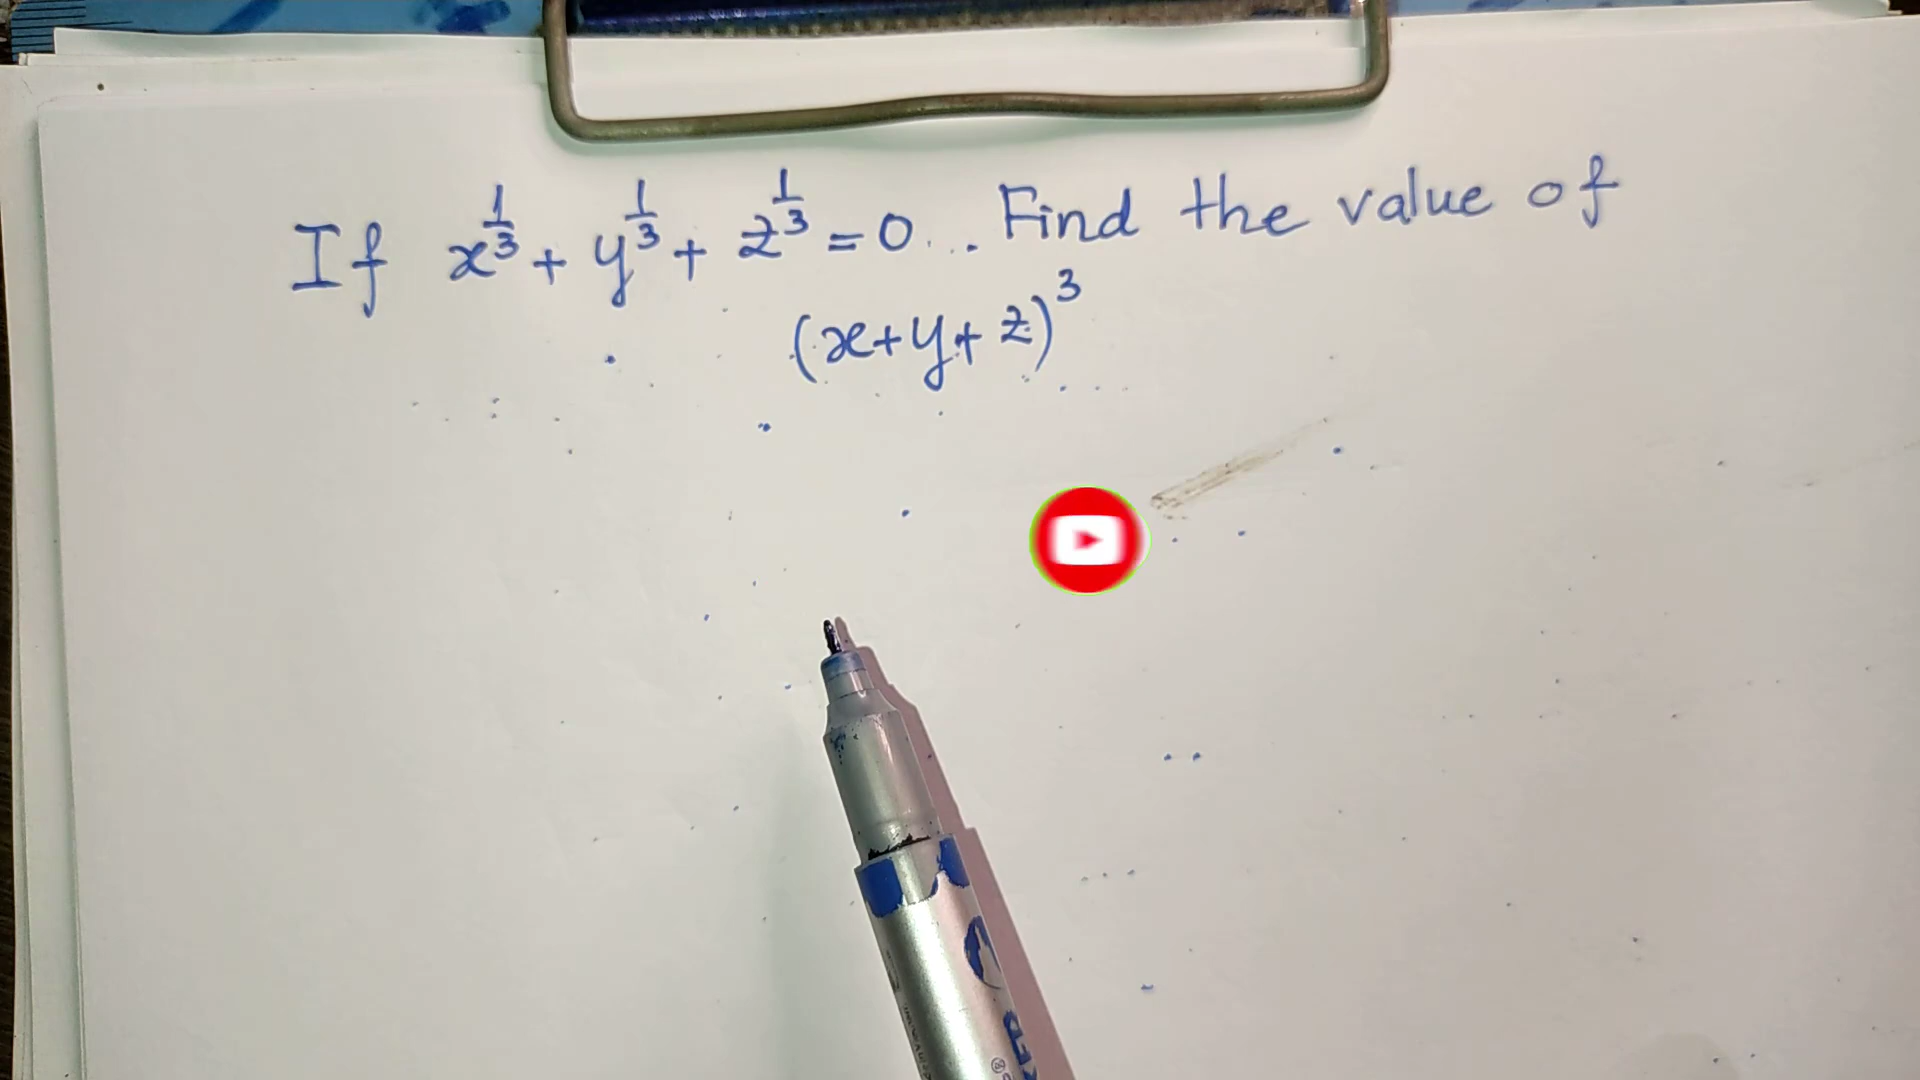 If x^{1/3} + y^{1/3} + z^{1/3} = 0... Find the value of
(x+y+z)^3